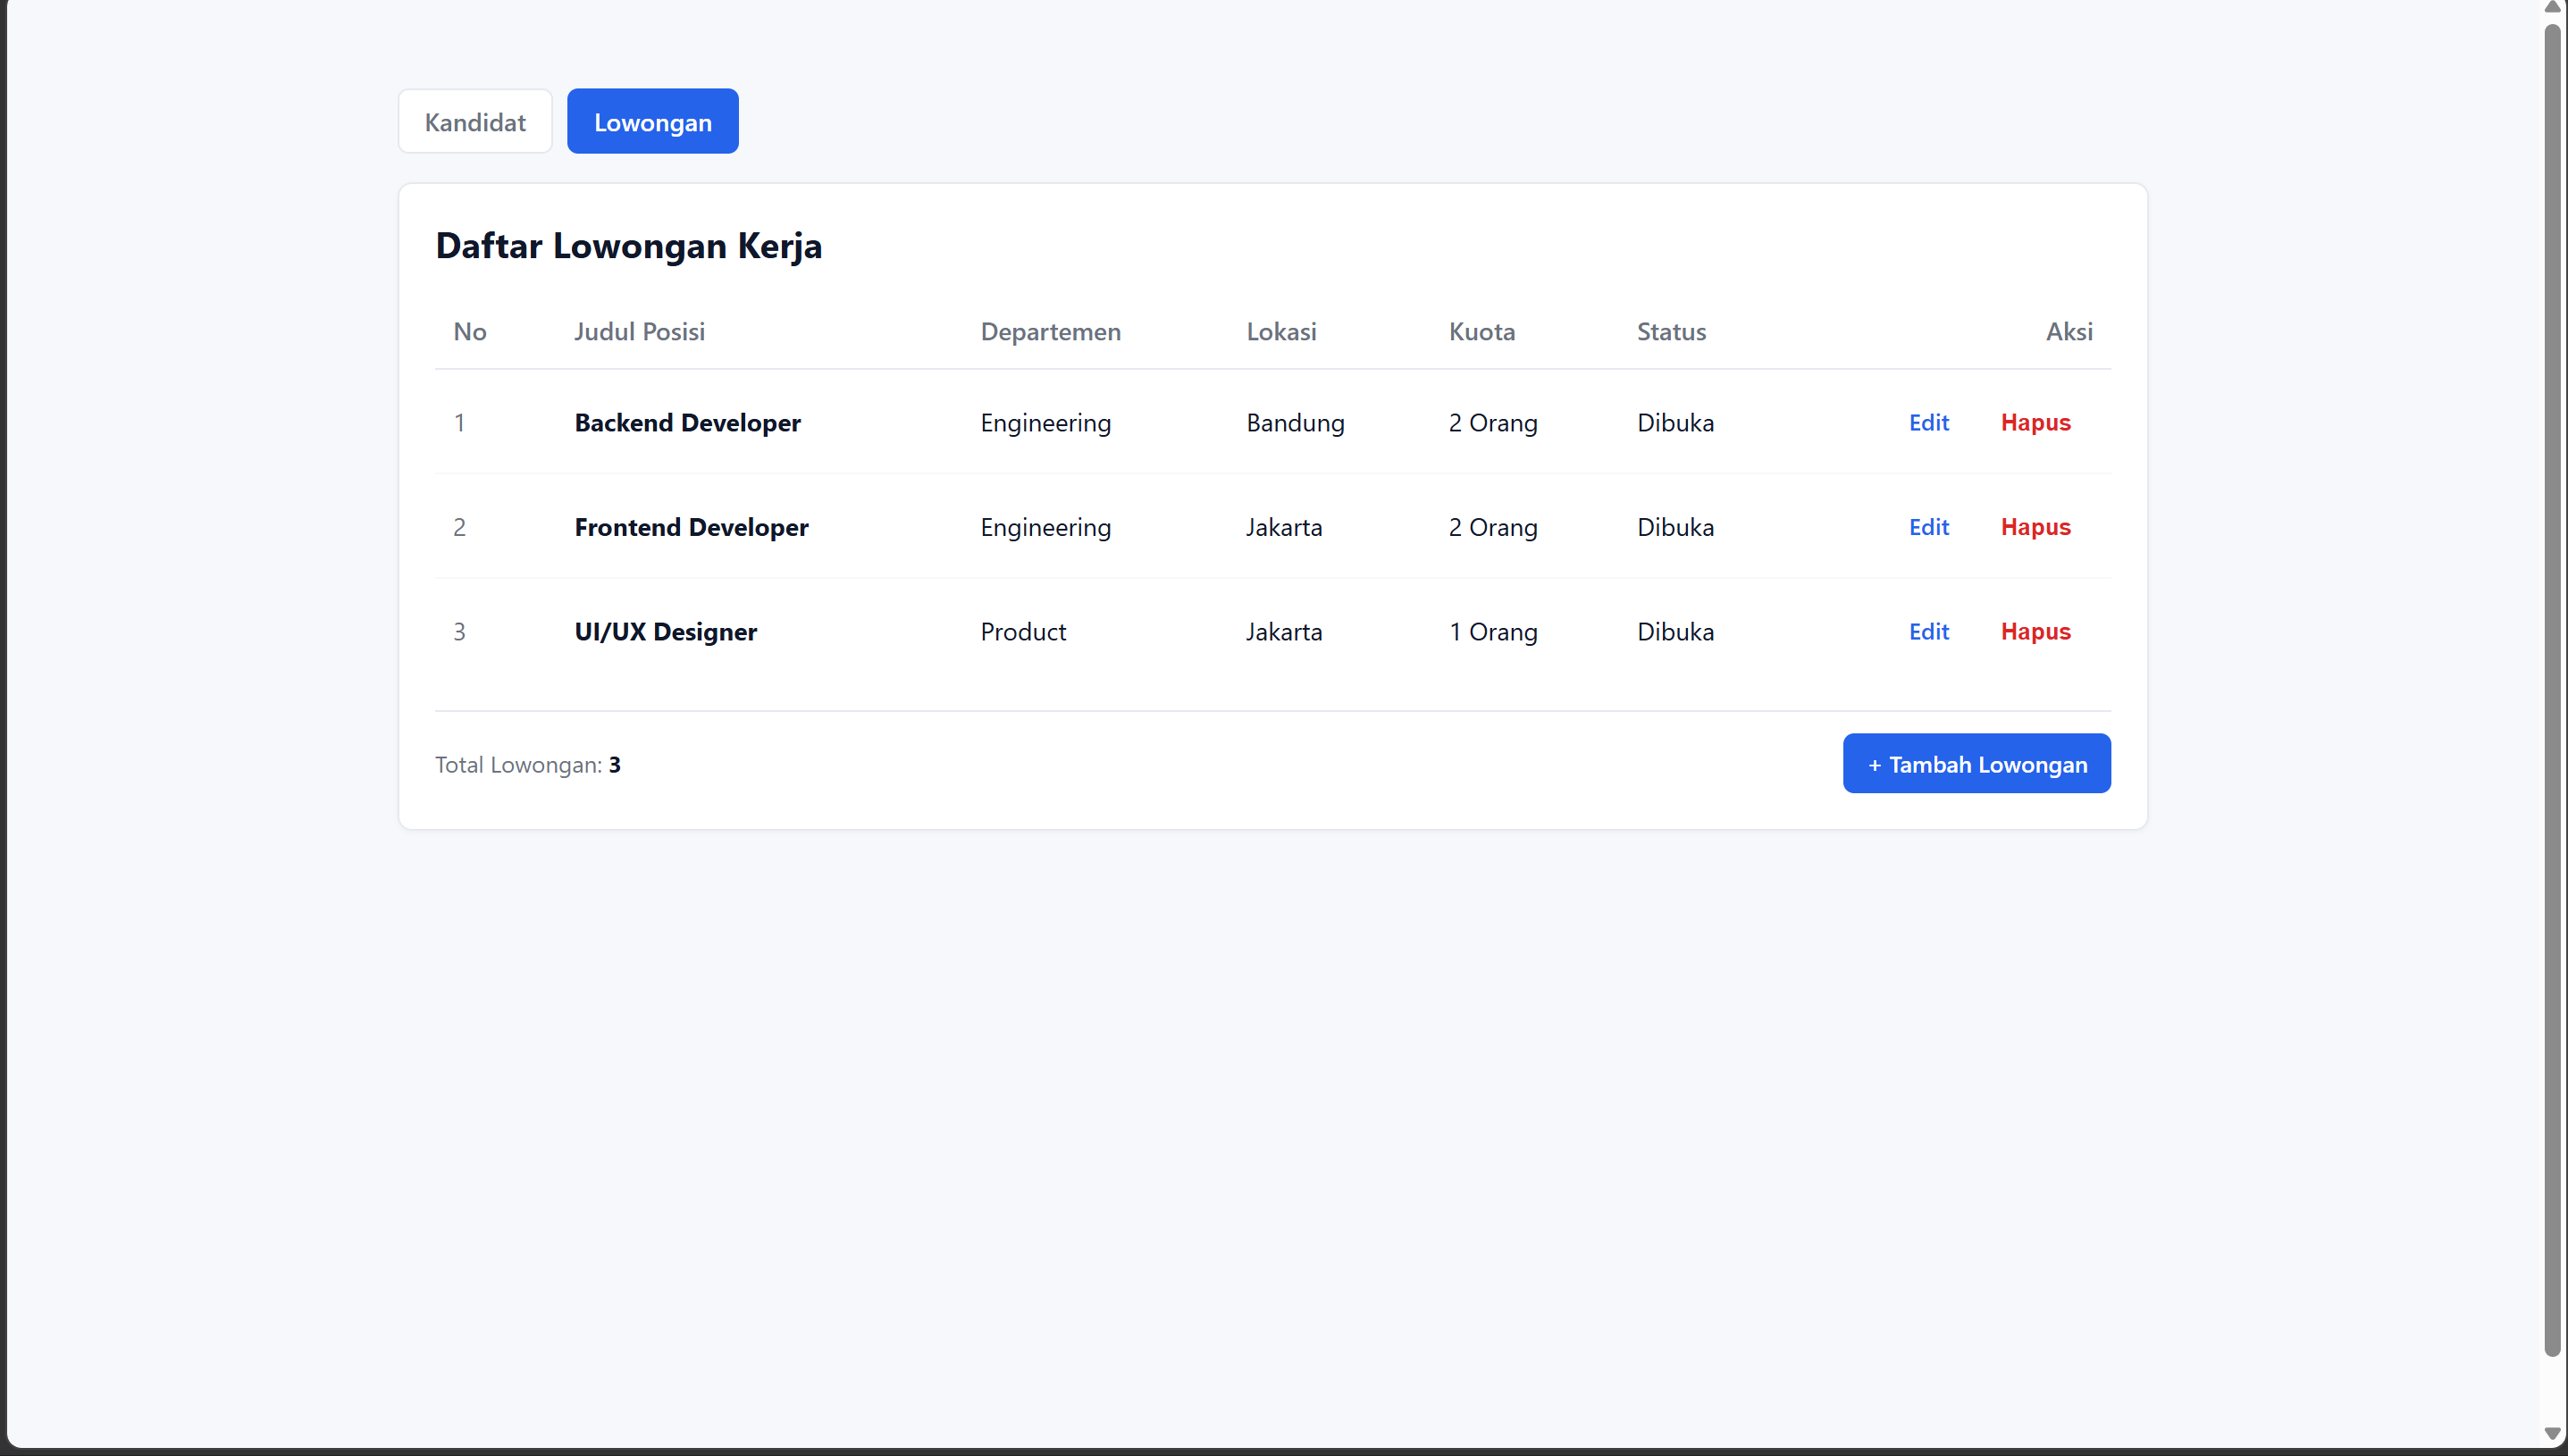 Kandidat Lowongan
Daftar Lowongan Kerja
No Judul Posisi Departemen Lokasi Kuota Status Aksi
1 Backend Developer Engineering Bandung 2 Orang Dibuka Edit Hapus
2 Frontend Developer Engineering Jakarta 2 Orang Dibuka Edit Hapus
3 UI/UX Designer Product Jakarta 1 Orang Dibuka Edit Hapus
Total Lowongan: 3 + Tambah Lowongan